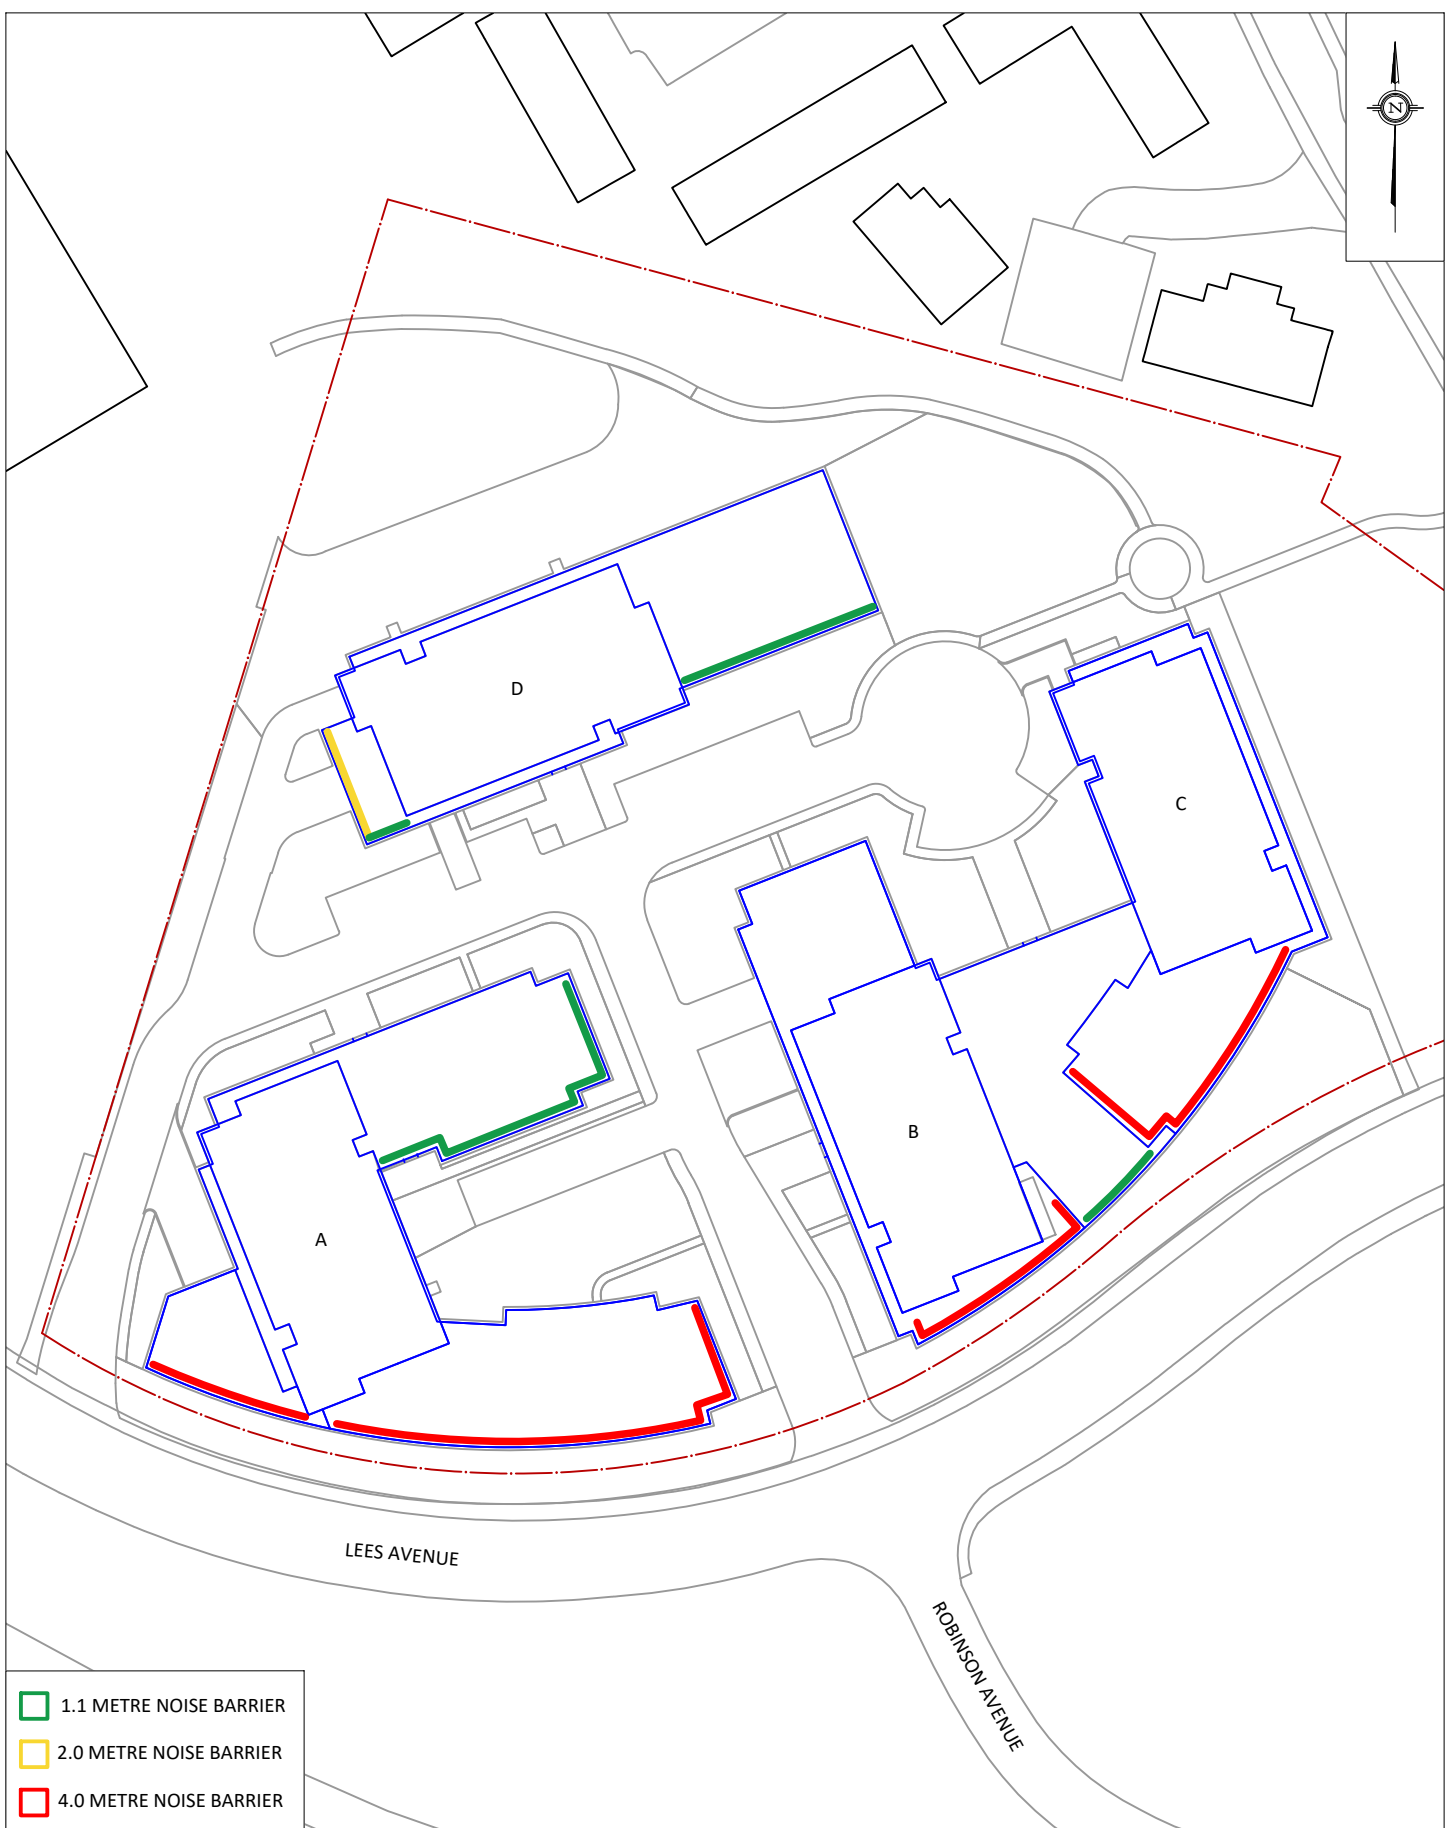 N
D
C
B
A
LEES AVENUE
ROBINSON AVENUE
1.1 METRE NOISE BARRIER
2.0 METRE NOISE BARRIER
4.0 METRE NOISE BARRIER